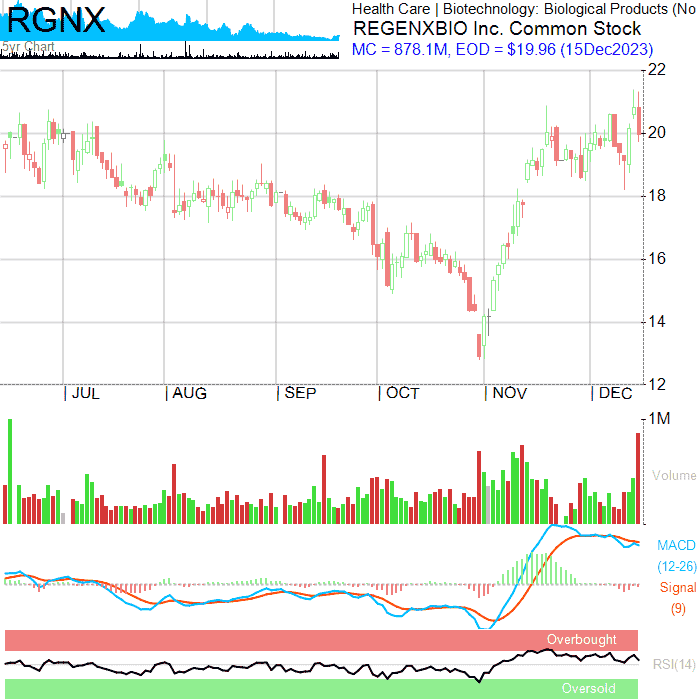 RGNX
5yr Chart
Health Care | Biotechnology: Biological Products (No
REGENXBIO Inc. Common Stock
MC = 878.1M, EOD = $19.96 (15Dec2023)
22
20
18
16
14
12
| JUL | AUG | SEP | OCT | NOV | DEC
1M
Volume
MACD
(12-26)
Signal
(9)
Overbought
RSI(14)
Oversold